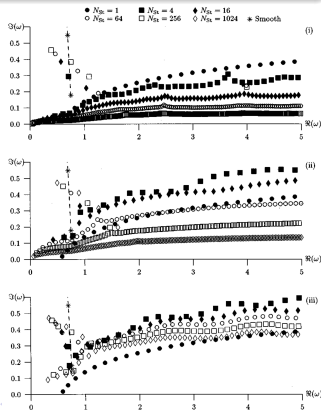 ● N_St = 1 ■ N_St = 4 ♦ N_St = 16
○ N_St = 64 □ N_St = 256 ◇ N_St = 1024 ∗ Smooth
ℑ(ω) (i)
0.5
0.4
0.3
0.2
0.1
0.0
0 1 2 3 4 5 ℜ(ω)
ℑ(ω) (ii)
0.5
0.4
0.3
0.2
0.1
0
0 1 2 3 4 5 ℜ(ω)
ℑ(ω) (iii)
0.5
0.4
0.3
0.2
0.1
0.0
0 1 2 3 4 5 ℜ(ω)